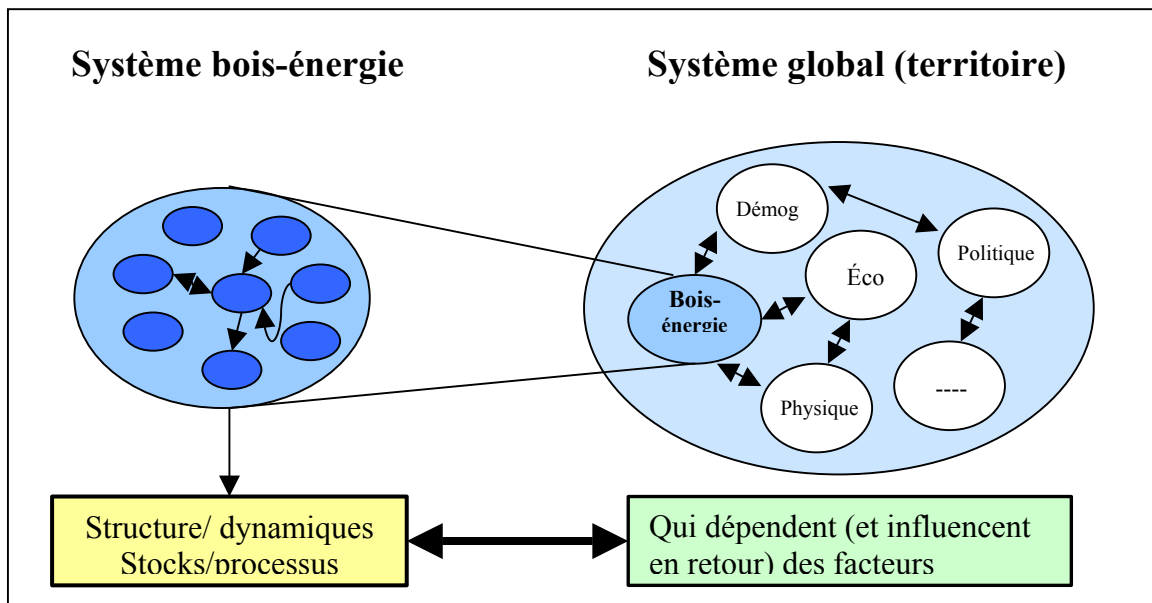 Système bois-énergie
Système global (territoire)
Démog
Politique
Éco
Bois-
énergie
Physique
----
Structure/ dynamiques
Stocks/processus
Qui dépendent (et influencent
en retour) des facteurs